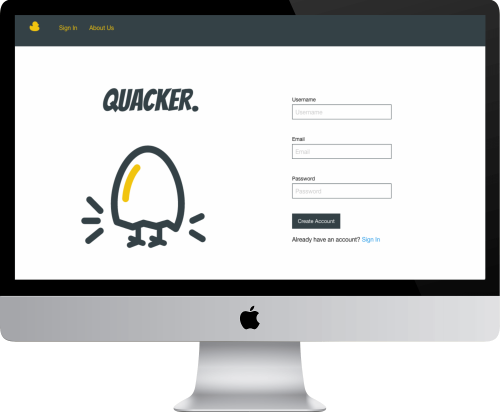 Sign In About Us
QUACKER.
Username
Username
Email
Email
Password
Password
Create Account
Already have an account? Sign In